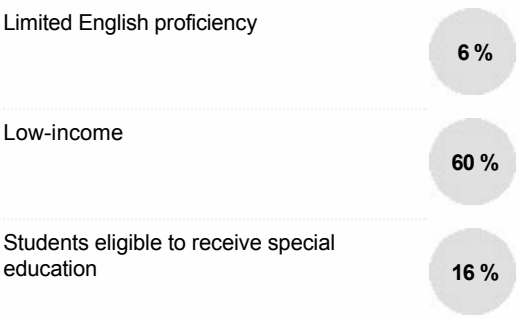 Limited English proficiency
6 %
Low-income
60 %
Students eligible to receive special
education
16 %